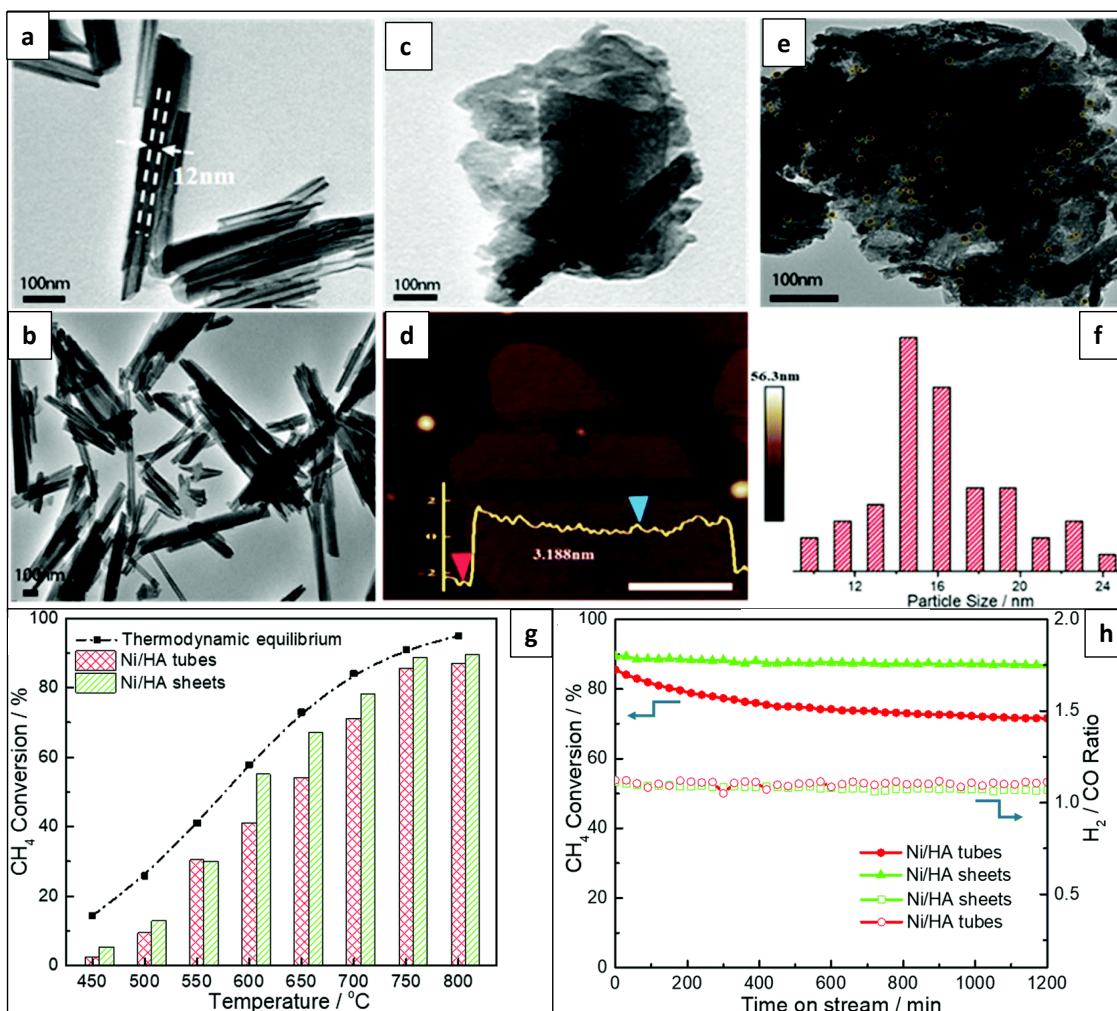 a
12nm
100nm
b
100nm
c
100nm
d
2
0
2
3.188nm
e
100nm
56.3nm
f
12 16 20 24
Particle Size / nm
g
100
80
60
40
20
0
CH₄ Conversion / %
Thermodynamic equilibrium
Ni/HA tubes
Ni/HA sheets
450 500 550 600 650 700 750 800
Temperature / °C
h
100
80
60
40
20
0
CH₄ Conversion / %
2.0
1.5
1.0
0.5
H₂ / CO Ratio
Ni/HA tubes
Ni/HA sheets
Ni/HA sheets
Ni/HA tubes
0 200 400 600 800 1000 1200
Time on stream / min